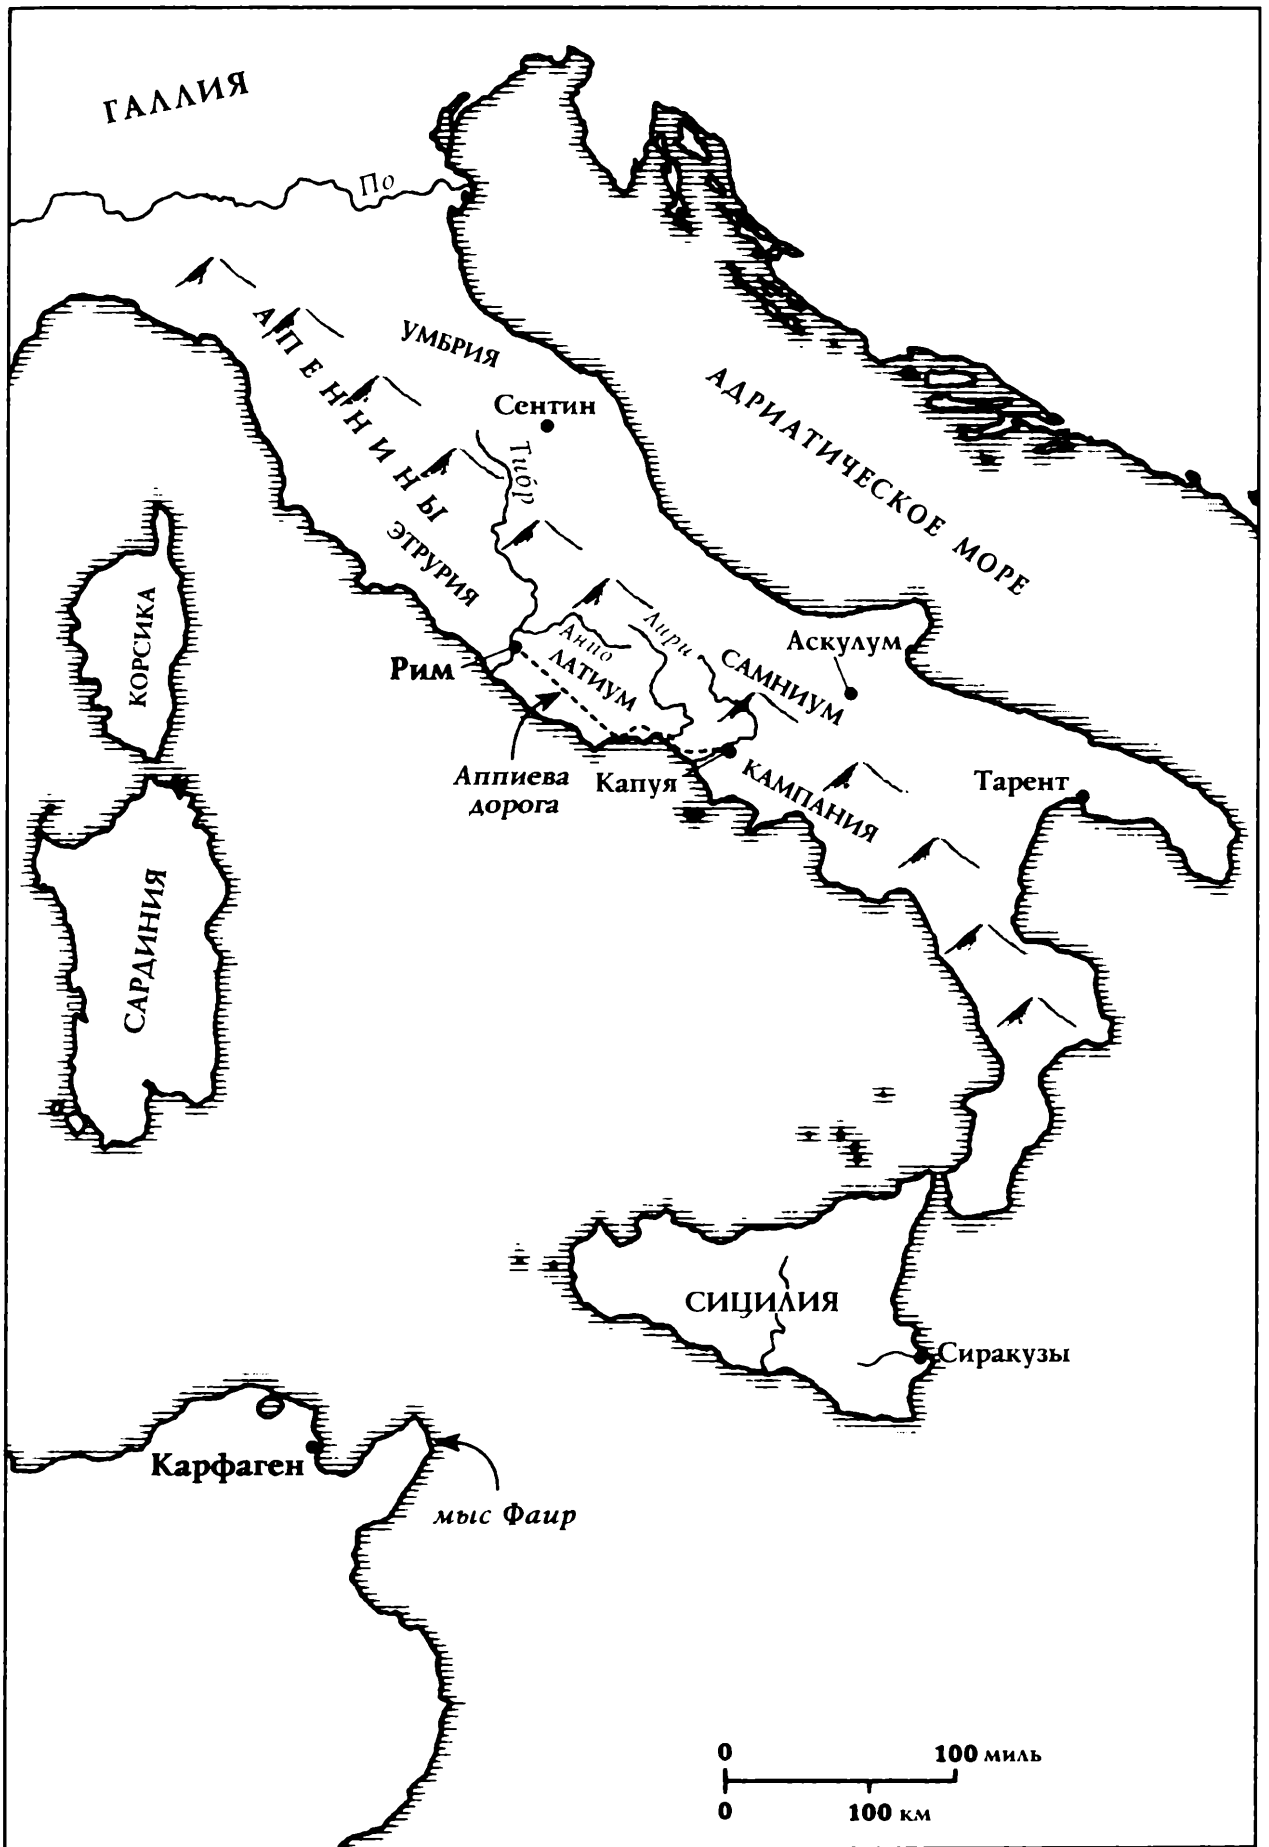 ГАЛЛИЯ
По
АПЕННИНЫ
УМБРИЯ
Сентин
Тибр
АДРИАТИЧЕСКОЕ МОРЕ
ЭТРУРИЯ
КОРСИКА
Рим
Анио
ЛАТИУМ
Лири
САМНИУМ
Аскулум
Аппиева
дорога
Капуя
КАМПАНИЯ
Тарент
САРДИНИЯ
СИЦИЛИЯ
Сиракузы
Карфаген
мыс Фаир
0 100 миль
0 100 км